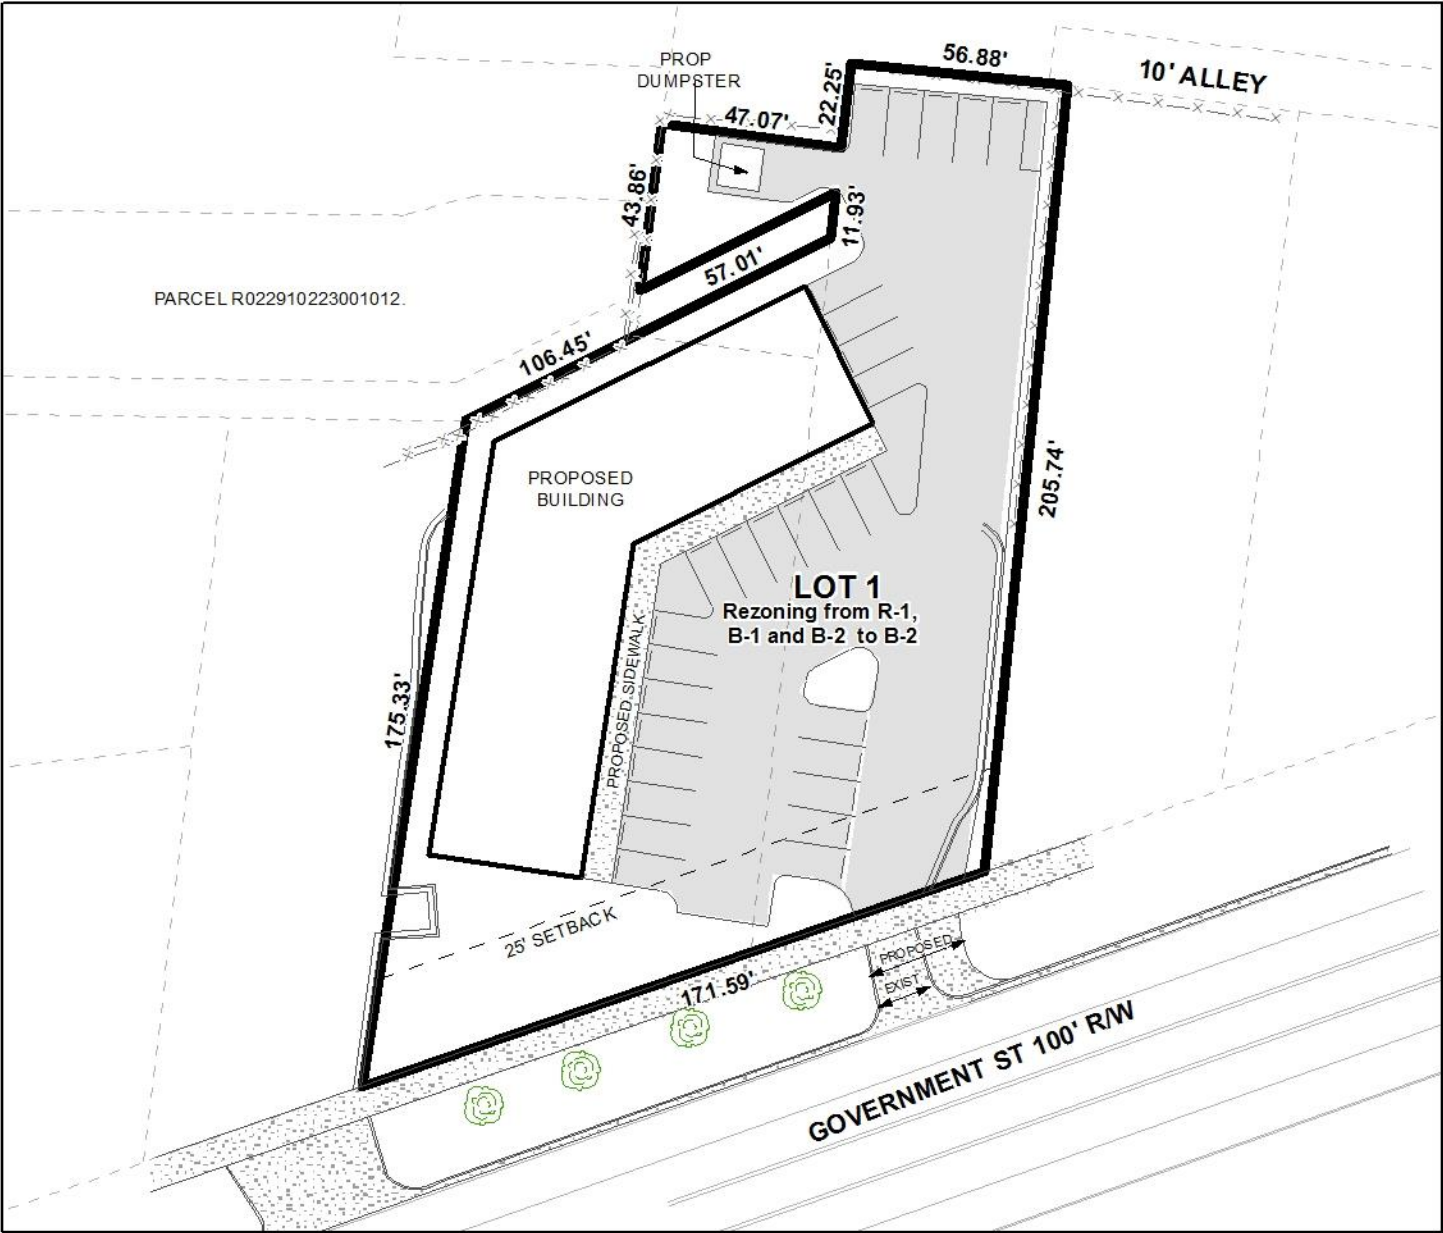 56.88'
10' ALLEY
PROP
DUMPSTER
22.25'
47.07'
43.86'
11.93'
57.01'
PARCEL R022910223001012.
106.45'
205.74'
PROPOSED
BUILDING
LOT 1
Rezoning from R-1,
B-1 and B-2 to B-2
PROPOSED SIDEWALK
175.33'
25' SETBACK
PROPOSED
EXIST
171.59'
GOVERNMENT ST 100' R/W